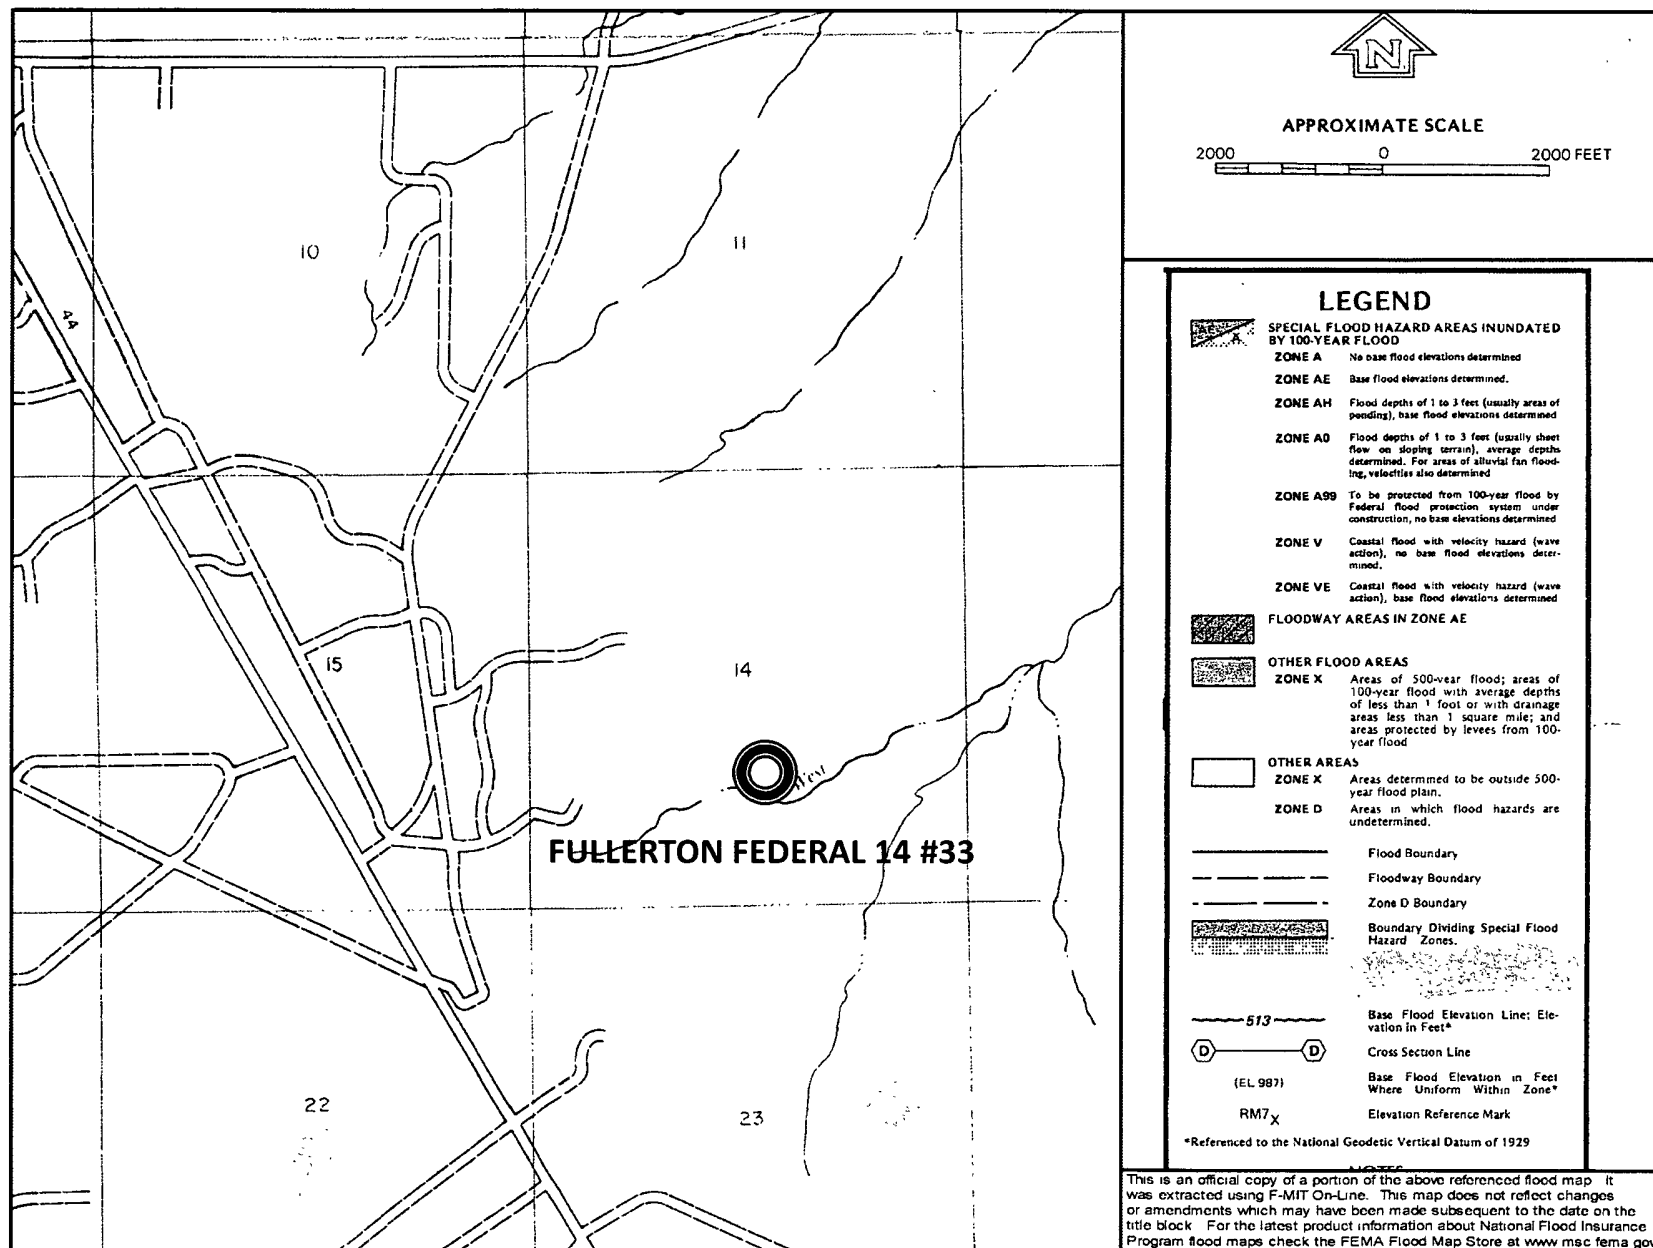 10
11
44
15
14
West
FULLERTON FEDERAL 14 #33
22
23
N
APPROXIMATE SCALE
2000 0 2000 FEET
LEGEND
AE
A
SPECIAL FLOOD HAZARD AREAS INUNDATED
BY 100-YEAR FLOOD
ZONE A No base flood elevations determined
ZONE AE Base flood elevations determined.
ZONE AH Flood depths of 1 to 3 feet (usually areas of
ponding), base flood elevations determined
ZONE A0 Flood depths of 1 to 3 feet (usually sheet
flow on sloping terrain), average depths
determined. For areas of alluvial fan flood-
ing, velocities also determined
ZONE A99 To be protected from 100-year flood by
Federal flood protection system under
construction, no base elevations determined
ZONE V Coastal flood with velocity hazard (wave
action), no base flood elevations deter-
mined.
ZONE VE Coastal flood with velocity hazard (wave
action), base flood elevations determined
FLOODWAY AREAS IN ZONE AE
OTHER FLOOD AREAS
ZONE X Areas of 500-year flood; areas of
100-year flood with average depths
of less than 1 foot or with drainage
areas less than 1 square mile; and
areas protected by levees from 100-
year flood
OTHER AREAS
ZONE X Areas determined to be outside 500-
year flood plain.
ZONE D Areas in which flood hazards are
undetermined.
Flood Boundary
Floodway Boundary
Zone D Boundary
Boundary Dividing Special Flood
Hazard Zones.
513 Base Flood Elevation Line; Ele-
vation in Feet*
D D Cross Section Line
(EL 987) Base Flood Elevation in Feet
Where Uniform Within Zone*
RM7X Elevation Reference Mark
*Referenced to the National Geodetic Vertical Datum of 1929
NOTES
This is an official copy of a portion of the above referenced flood map It
was extracted using F-MIT On-Line. This map does not reflect changes
or amendments which may have been made subsequent to the date on the
title block For the latest product information about National Flood Insurance
Program flood maps check the FEMA Flood Map Store at www msc fema gov